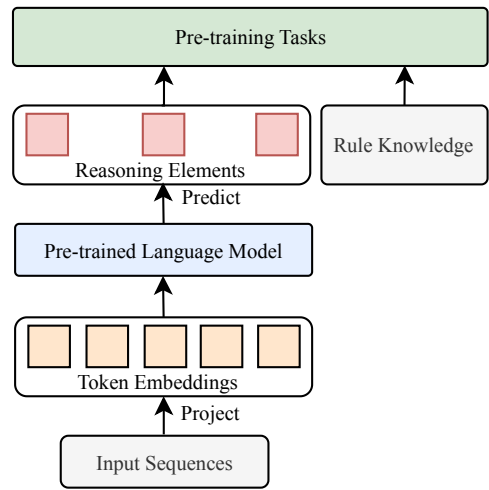 Pre-training Tasks
Reasoning Elements
Rule Knowledge
Predict
Pre-trained Language Model
Token Embeddings
Project
Input Sequences